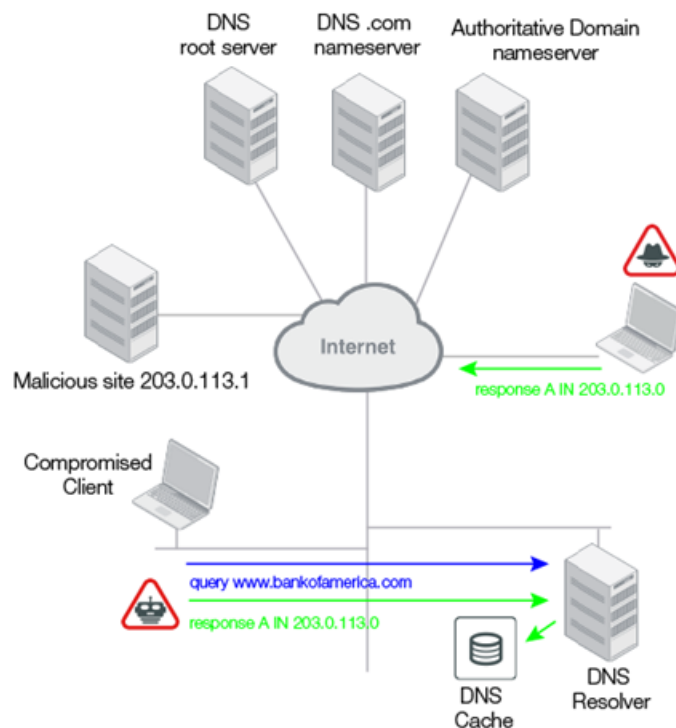 DNS
root server
DNS .com
nameserver
Authoritative Domain
nameserver
Internet
Malicious site 203.0.113.1
response A IN 203.0.113.0
Compromised
Client
query www.bankofamerica.com
response A IN 203.0.113.0
DNS
Cache
DNS
Resolver